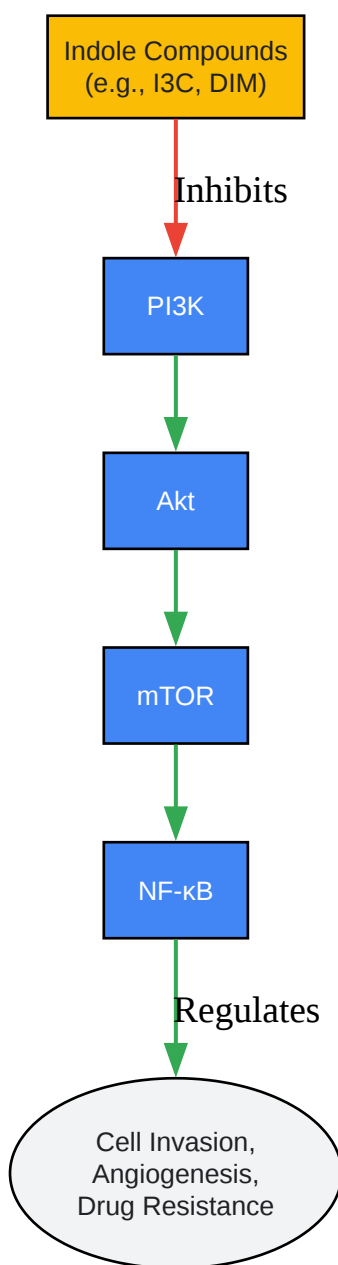 Indole Compounds
(e.g., I3C, DIM)
Inhibits
PI3K
Akt
mTOR
NF-κB
Regulates
Cell Invasion,
Angiogenesis,
Drug Resistance